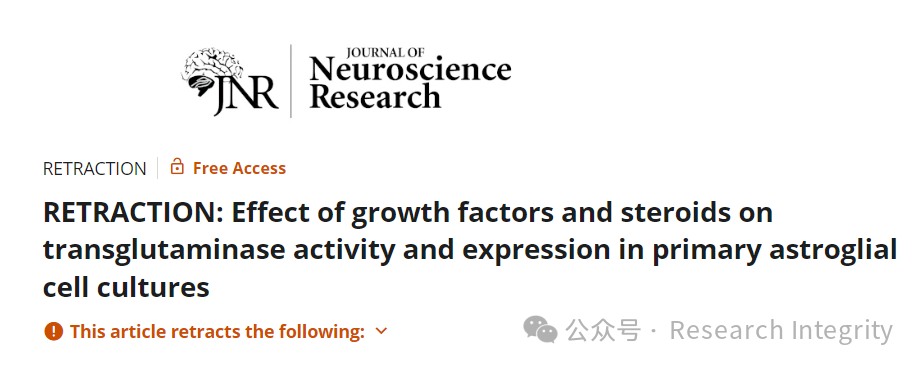 JOURNAL OF
Neuroscience
Research
JNR
RETRACTION
Free Access
RETRACTION: Effect of growth factors and steroids on
transglutaminase activity and expression in primary astroglial
cell cultures
This article retracts the following:
公众号 · Research Integrity